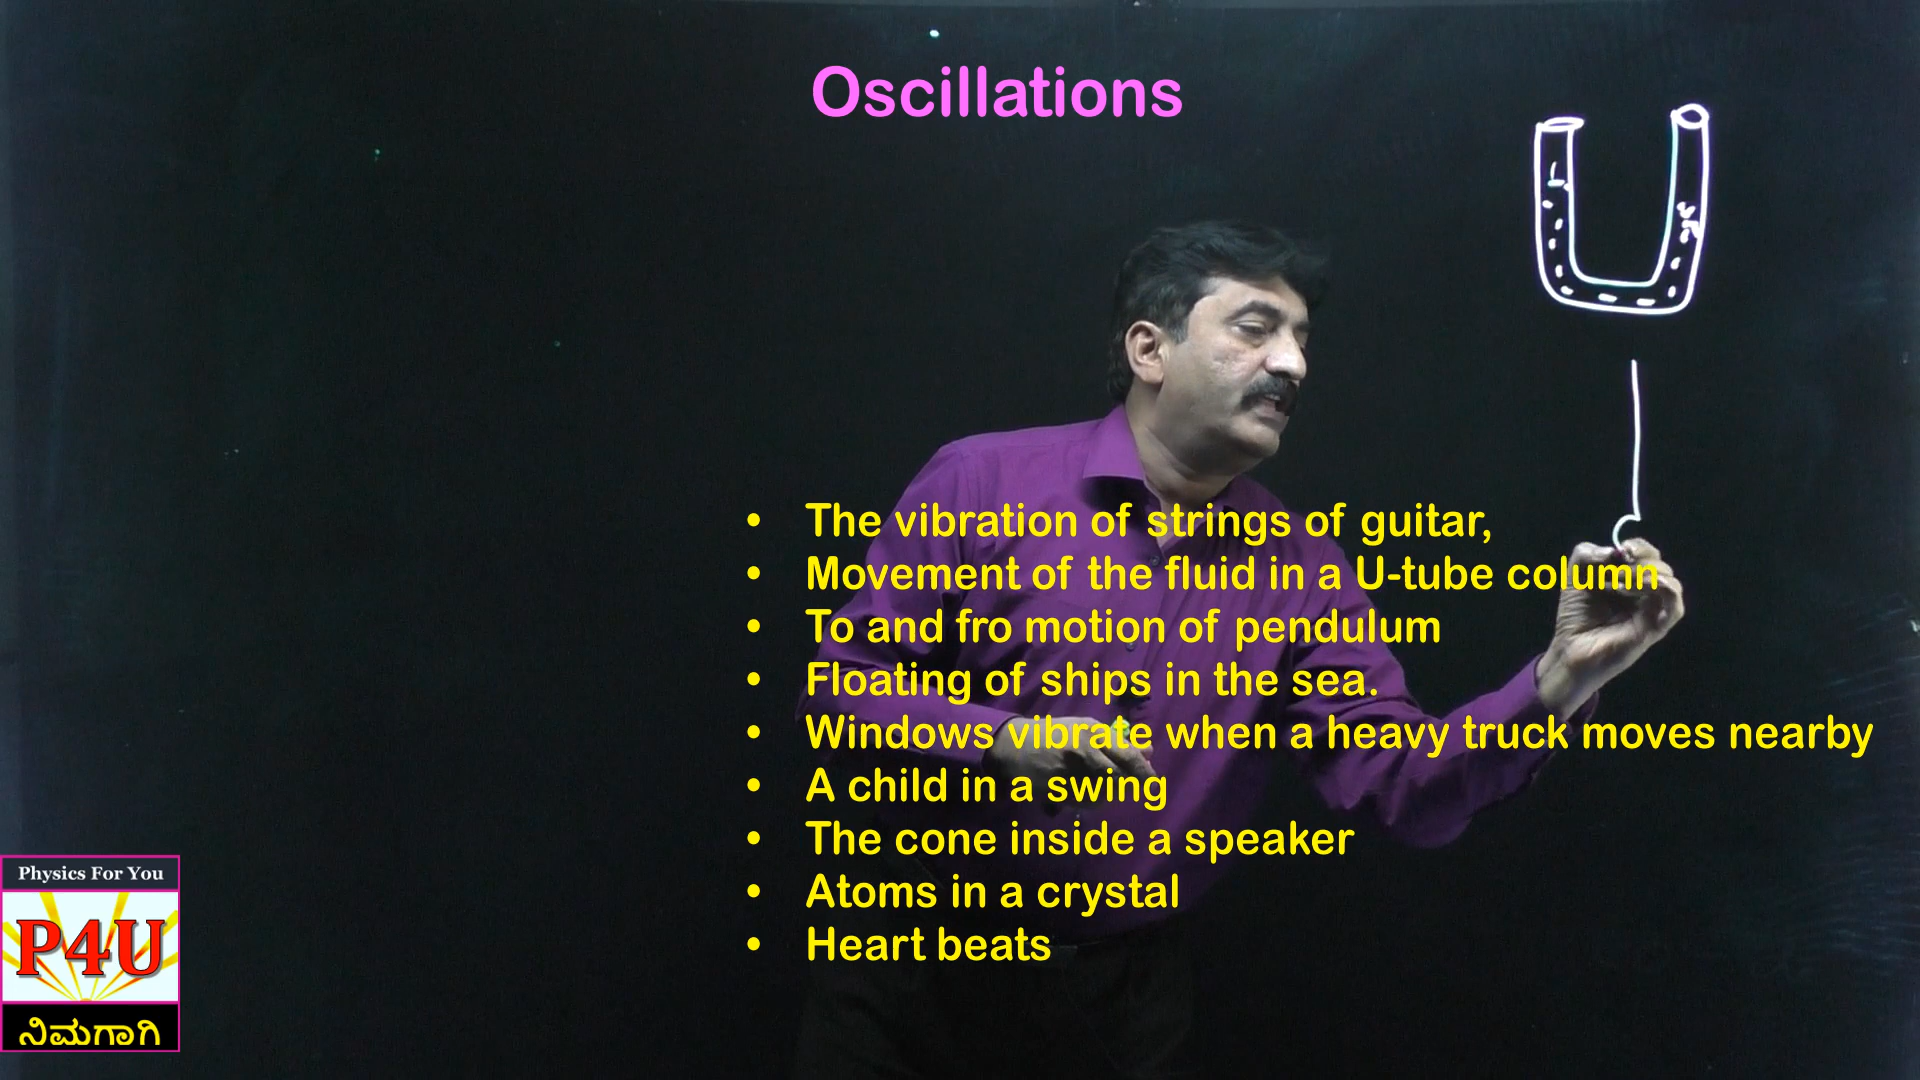 Oscillations
• The vibration of strings of guitar,
• Movement of the fluid in a U-tube column
• To and fro motion of pendulum
• Floating of ships in the sea.
• Windows vibrate when a heavy truck moves nearby
• A child in a swing
• The cone inside a speaker
• Atoms in a crystal
• Heart beats
Physics For You
P4U
ನಿಮಗಾಗಿ